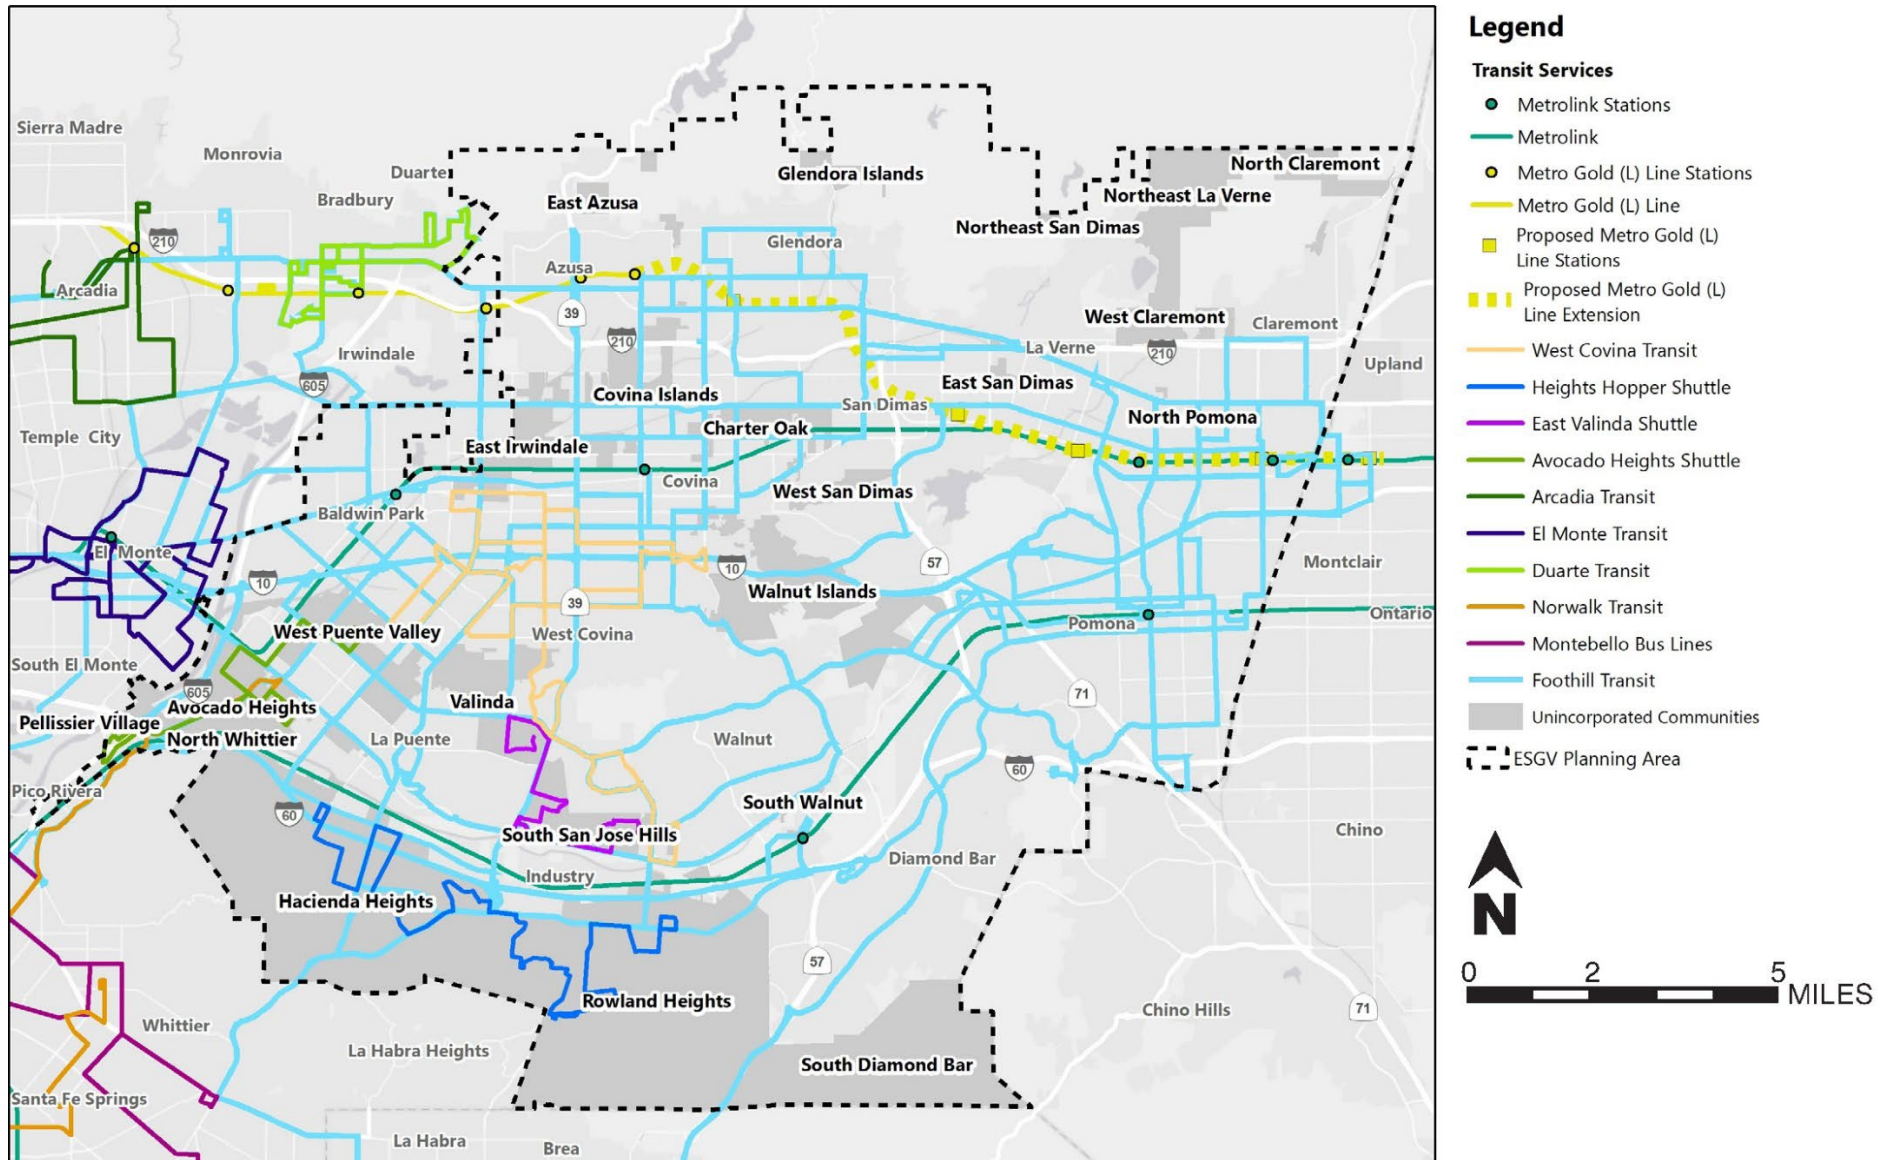 Sierra Madre
Monrovia
Duarte
Bradbury
Glendora Islands
North Claremont
East Azusa
Northeast La Verne
Northeast San Dimas
Glendora
210
Azusa
Arcadia
39
210
West Claremont
Claremont
Irwindale
La Verne
210
Upland
605
Covina Islands
East San Dimas
San Dimas
North Pomona
Charter Oak
Temple City
East Irwindale
Covina
West San Dimas
Baldwin Park
El Monte
10
10
57
Montclair
Walnut Islands
39
West Puente Valley
West Covina
Pomona
Ontario
South El Monte
605
Valinda
71
Avocado Heights
Pellissier Village
North Whittier
La Puente
Walnut
60
Pico Rivera
60
South Walnut
South San Jose Hills
Chino
Diamond Bar
Industry
Hacienda Heights
57
Rowland Heights
Chino Hills
71
Whittier
La Habra Heights
South Diamond Bar
Santa Fe Springs
La Habra
Brea
Legend
Transit Services
Metrolink Stations
Metrolink
Metro Gold (L) Line Stations
Metro Gold (L) Line
Proposed Metro Gold (L)
Line Stations
Proposed Metro Gold (L)
Line Extension
West Covina Transit
Heights Hopper Shuttle
East Valinda Shuttle
Avocado Heights Shuttle
Arcadia Transit
El Monte Transit
Duarte Transit
Norwalk Transit
Montebello Bus Lines
Foothill Transit
Unincorporated Communities
ESGV Planning Area
N
0 2 5
MILES